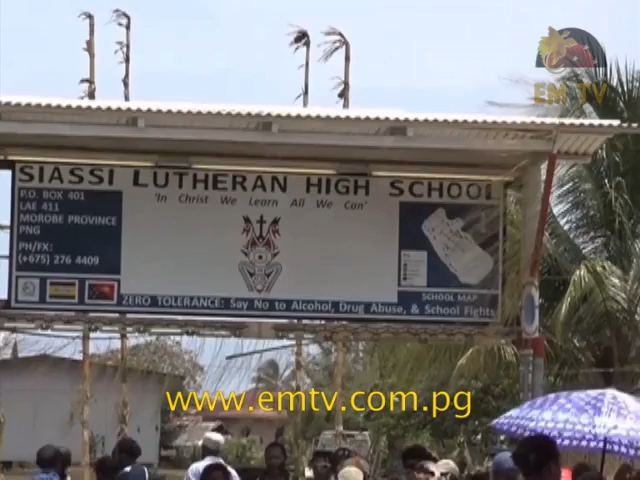 EM TV
SIASSI LUTHERAN HIGH SCHOOL
'In Christ We Learn All We Can'
P.O. BOX 401
LAE 411
MOROBE PROVINCE
PNG
PH/FX:
(+675) 276 4409
SCHOOL MAP
ZERO TOLERANCE: Say No to Alcohol, Drug Abuse, & School Fights
www.emtv.com.pg